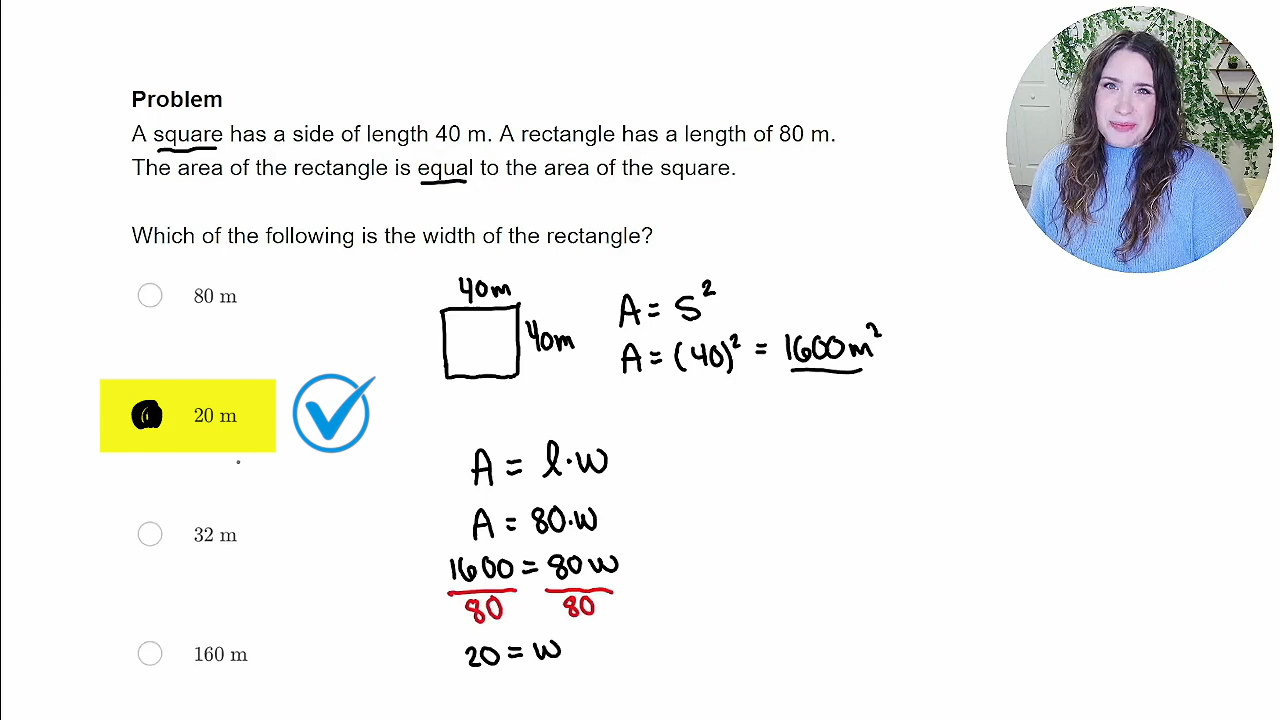 Problem
A square has a side of length 40 m. A rectangle has a length of 80 m.
The area of the rectangle is equal to the area of the square.
Which of the following is the width of the rectangle?
80 m
20 m
32 m
160 m
40m
40m
A = s²
A = (40)² = 1600m²
A = l·w
A = 80·w
1600 = 80w
80 80
20 = w